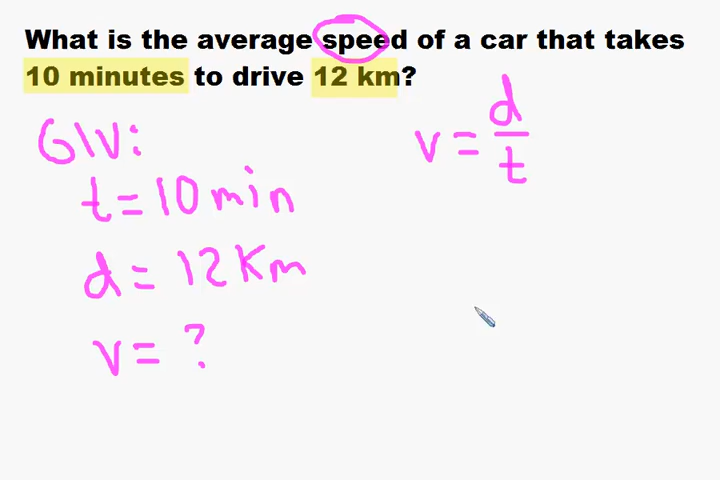 What is the average speed of a car that takes
10 minutes to drive 12 km?
GIV:
t = 10 min
d = 12 Km
v = ?
v = d/t